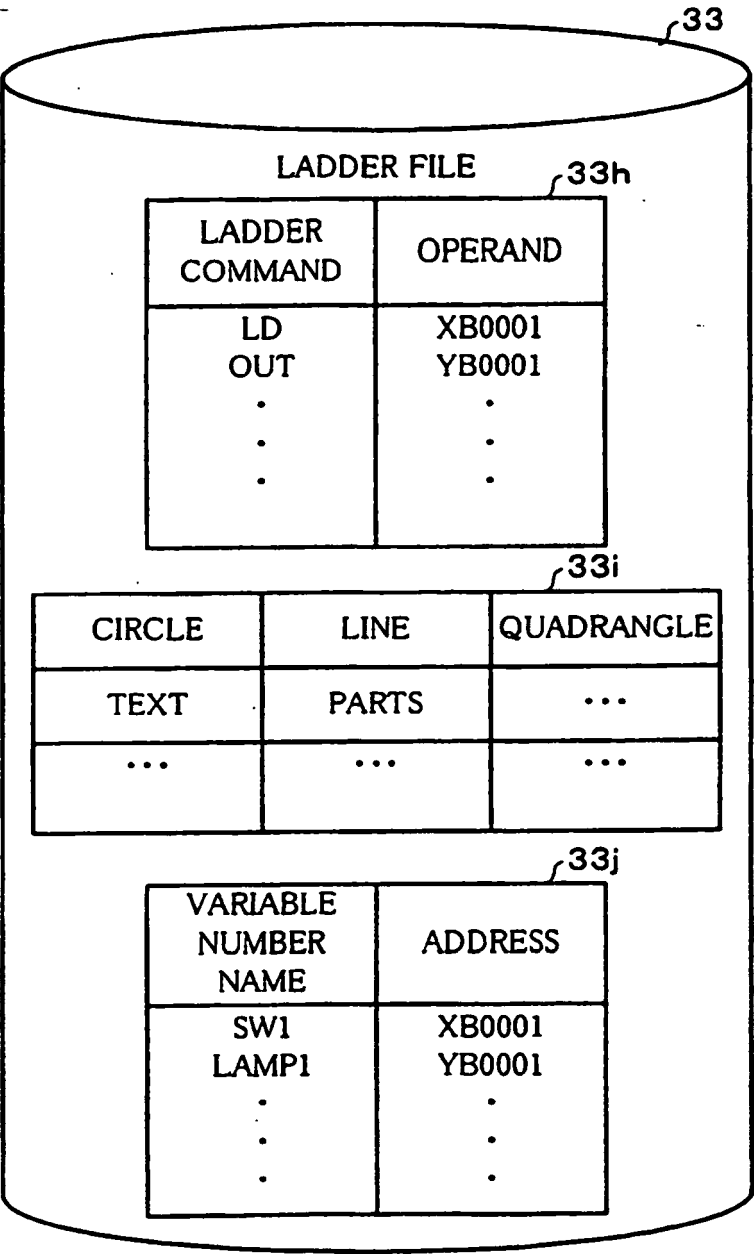 33
LADDER FILE
33h
LADDER COMMAND OPERAND
LD XB0001
OUT YB0001
33i
CIRCLE LINE QUADRANGLE
TEXT PARTS ...
... ... ...
33j
VARIABLE NUMBER NAME ADDRESS
SW1 XB0001
LAMP1 YB0001